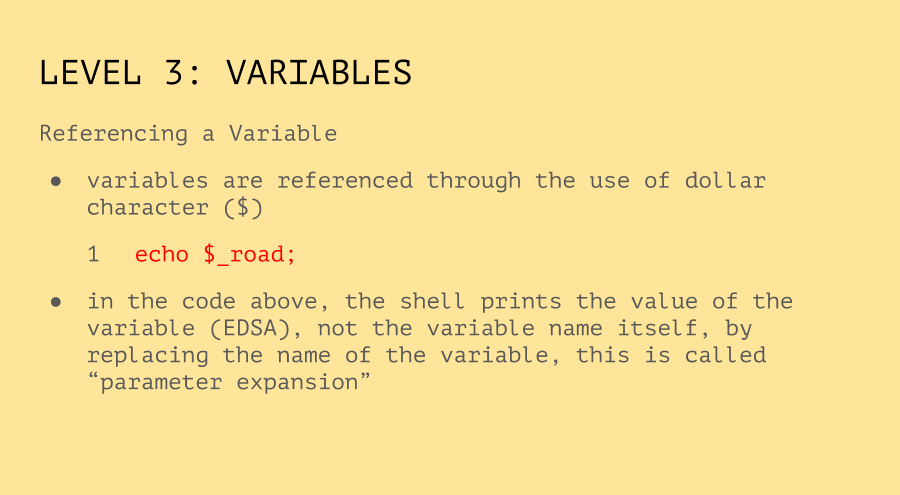 LEVEL 3: VARIABLES
Referencing a Variable
● variables are referenced through the use of dollar
character ($)
1 echo $_road;
● in the code above, the shell prints the value of the
variable (EDSA), not the variable name itself, by
replacing the name of the variable, this is called
“parameter expansion”